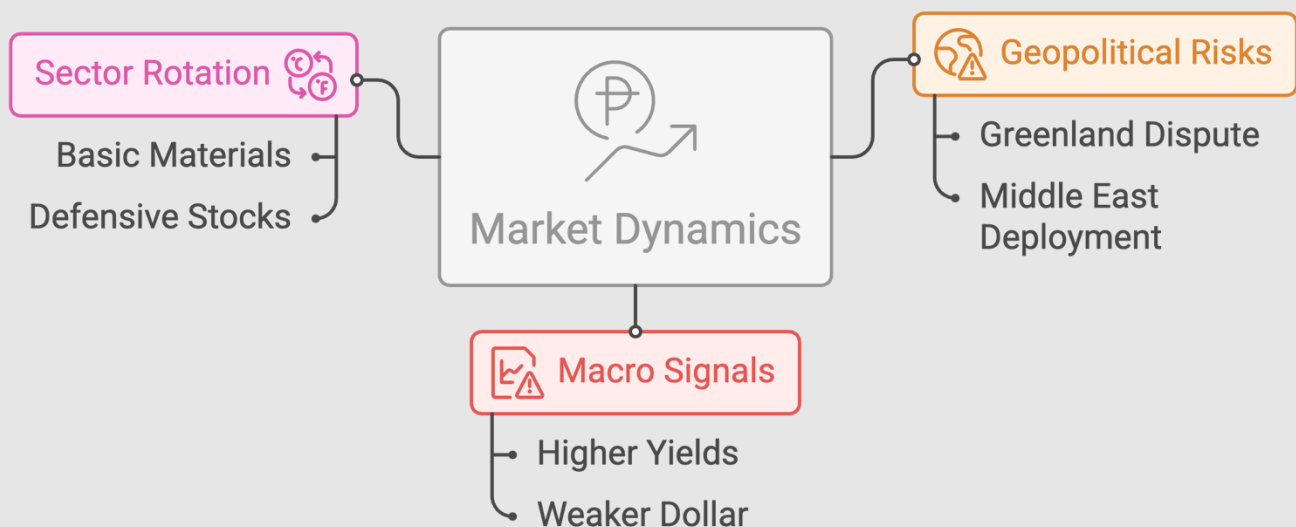 Sector Rotation
°C
°F
Basic Materials
Defensive Stocks
Market Dynamics
Geopolitical Risks
Greenland Dispute
Middle East
Deployment
Macro Signals
Higher Yields
Weaker Dollar